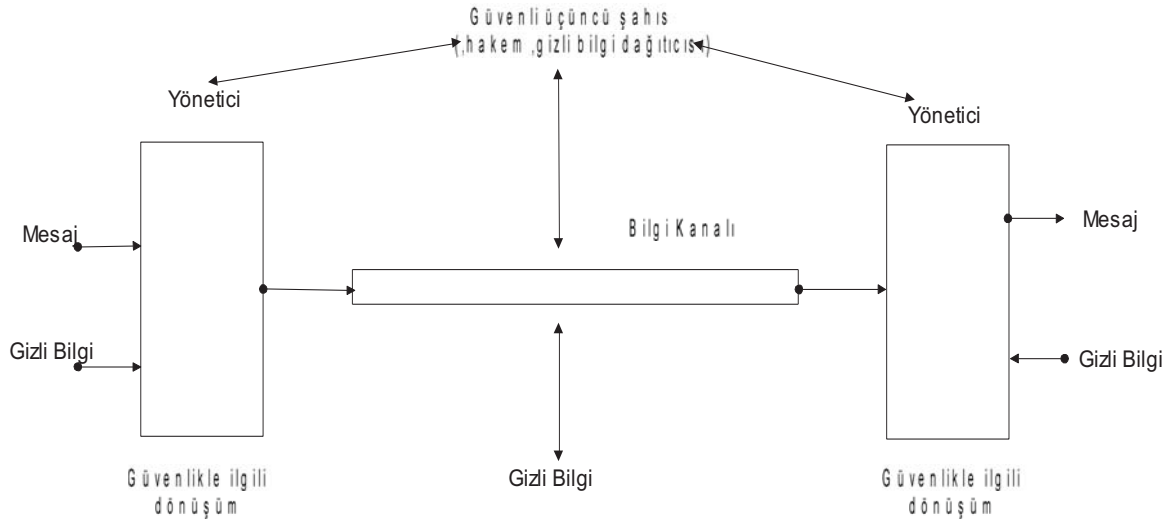 Güvenli üçüncü şahıs
(,hakem ,gizli bilgi dağıtıcısı)
Yönetici
Yönetici
Bilgi Kanalı
Mesaj
Mesaj
Gizli Bilgi
Gizli Bilgi
Gizli Bilgi
Güvenlikle ilgili
dönüşüm
Güvenlikle ilgili
dönüşüm